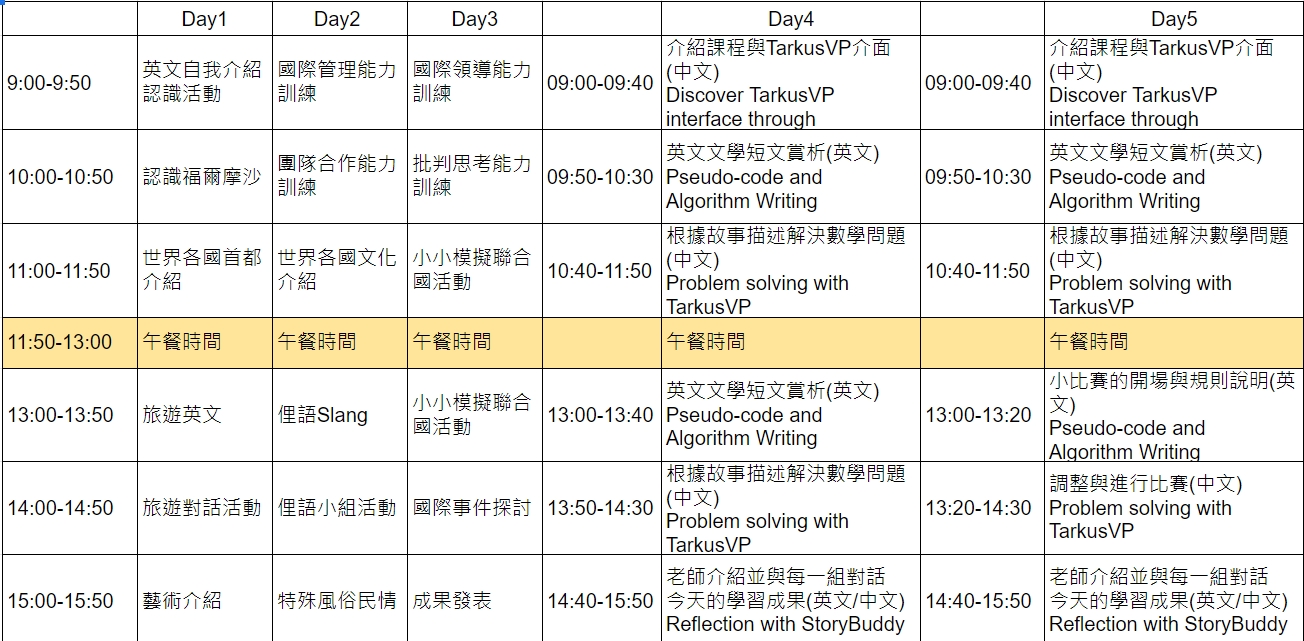 Day1 Day2 Day3 Day4 Day5
9:00-9:50 英文自我介紹 認識活動 國際管理能力 訓練 國際領導能力 訓練 09:00-09:40 介紹課程與TarkusVP介面 (中文) Discover TarkusVP interface through 09:00-09:40 介紹課程與TarkusVP介面 (中文) Discover TarkusVP interface through
10:00-10:50 認識福爾摩沙 團隊合作能力 訓練 批判思考能力 訓練 09:50-10:30 英文文學短文賞析(英文) Pseudo-code and Algorithm Writing 09:50-10:30 英文文學短文賞析(英文) Pseudo-code and Algorithm Writing
11:00-11:50 世界各國首都 介紹 世界各國文化 介紹 小小模擬聯合 國活動 10:40-11:50 根據故事描述解決數學問題 (中文) Problem solving with TarkusVP 10:40-11:50 根據故事描述解決數學問題 (中文) Problem solving with TarkusVP
11:50-13:00 午餐時間 午餐時間 午餐時間 午餐時間 午餐時間
13:00-13:50 旅遊英文 俚語Slang 小小模擬聯合 國活動 13:00-13:40 英文文學短文賞析(英文) Pseudo-code and Algorithm Writing 13:00-13:20 小比賽的開場與規則說明(英 文) Pseudo-code and Algorithm Writing
14:00-14:50 旅遊對話活動 俚語小組活動 國際事件探討 13:50-14:30 根據故事描述解決數學問題 (中文) Problem solving with TarkusVP 13:20-14:30 調整與進行比賽(中文) Problem solving with TarkusVP
15:00-15:50 藝術介紹 特殊風俗民情 成果發表 14:40-15:50 老師介紹並與每一組對話 今天的學習成果(英文/中文) Reflection with StoryBuddy 14:40-15:50 老師介紹並與每一組對話 今天的學習成果(英文/中文) Reflection with StoryBuddy